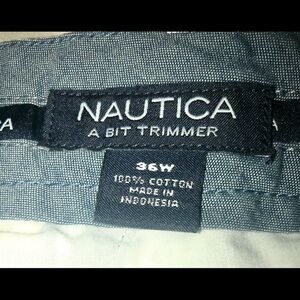 NAUTICA
A BIT TRIMMER
36W
100% COTTON
MADE IN
INDONESIA